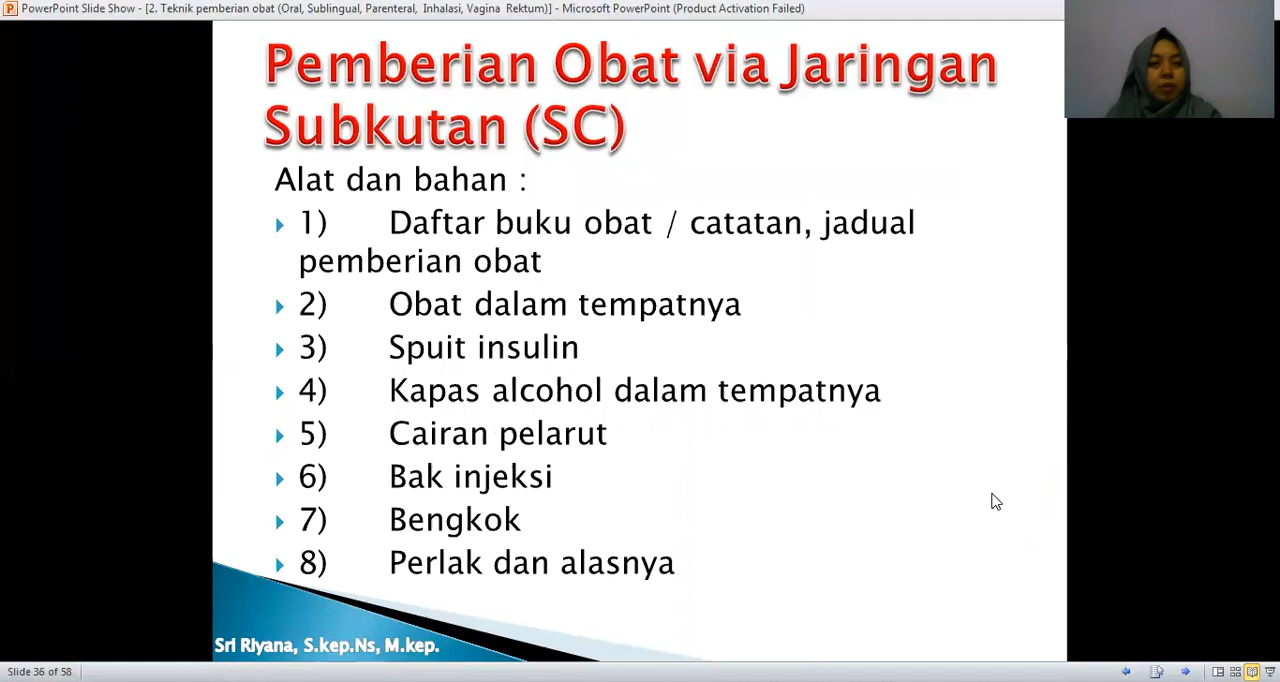 PowerPoint Slide Show - [2. Teknik pemberian obat (Oral, Sublingual, Parenteral, Inhalasi, Vagina Rektum)] - Microsoft PowerPoint (Product Activation Failed)
Pemberian Obat via Jaringan
Subkutan (SC)
Alat dan bahan :
1) Daftar buku obat / catatan, jadual
pemberian obat
2) Obat dalam tempatnya
3) Spuit insulin
4) Kapas alcohol dalam tempatnya
5) Cairan pelarut
6) Bak injeksi
7) Bengkok
8) Perlak dan alasnya
Sri Riyana, S.kep.Ns, M.kep.
Slide 36 of 58